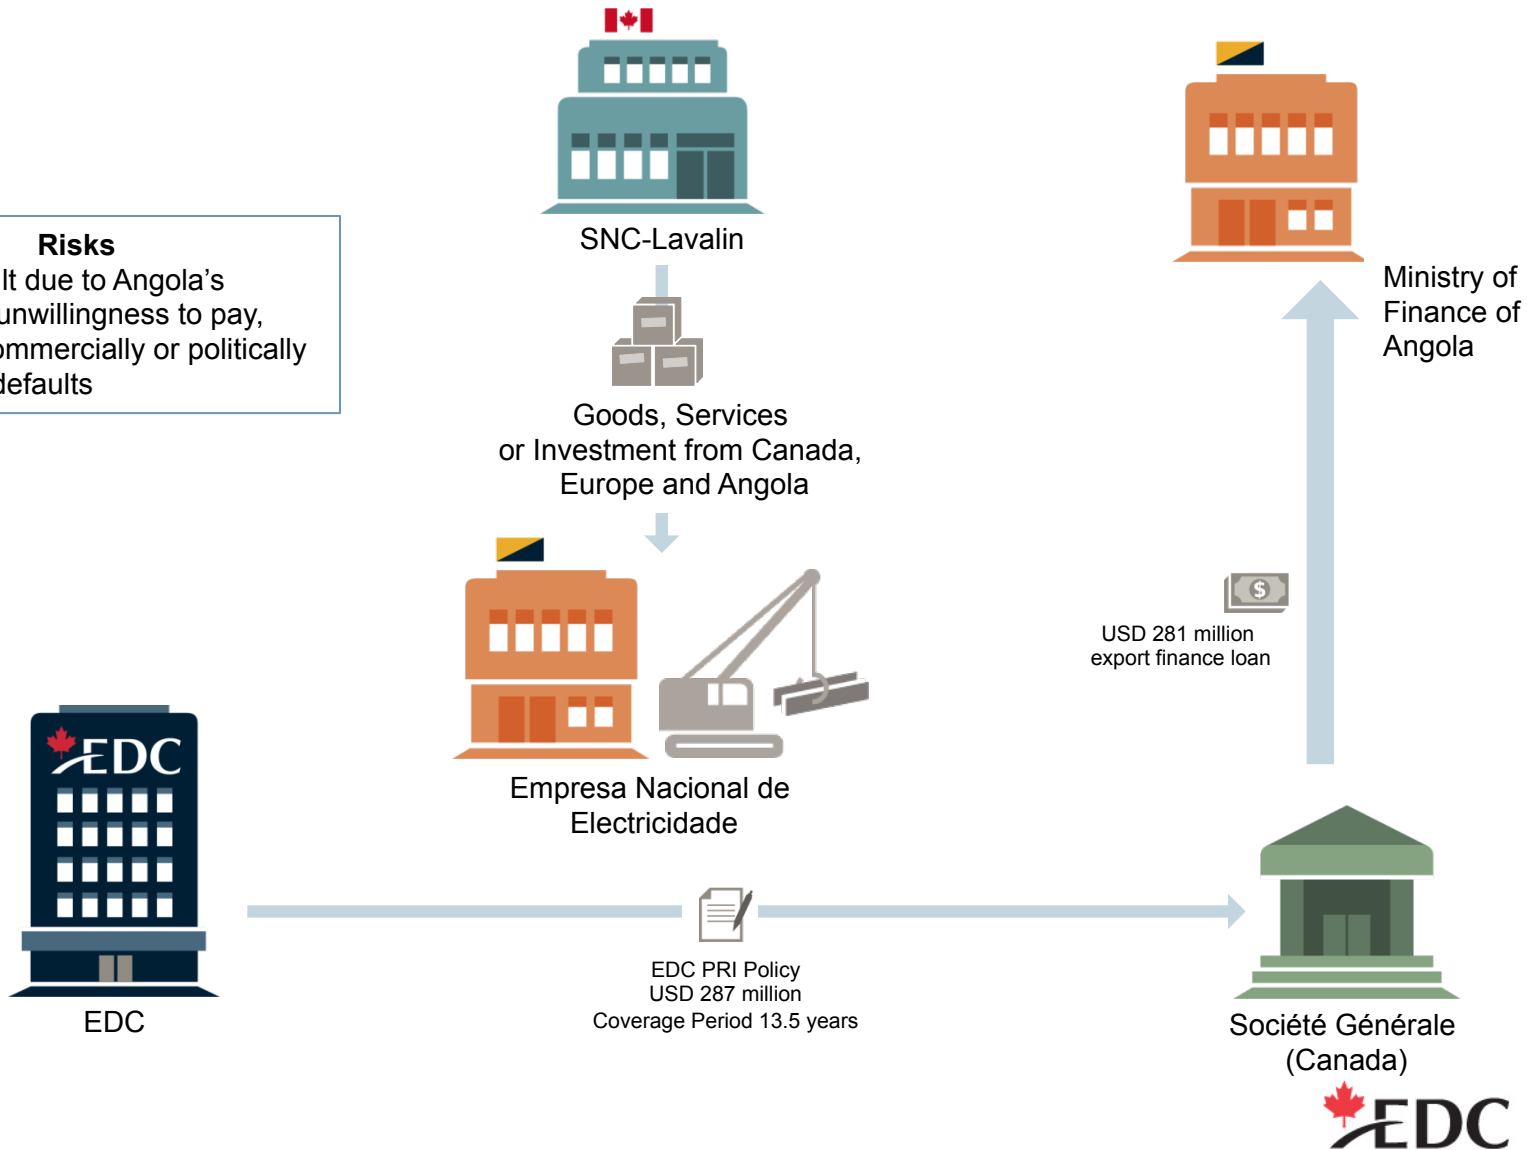 SNC-Lavalin
Risks
lt due to Angola’s
unwillingness to pay,
ommercially or politically
defaults
Ministry of
Finance of
Angola
Goods, Services
or Investment from Canada,
Europe and Angola
$
USD 281 million
export finance loan
EDC
Empresa Nacional de
Electricidade
EDC PRI Policy
USD 287 million
Coverage Period 13.5 years
EDC
Société Générale
(Canada)
EDC